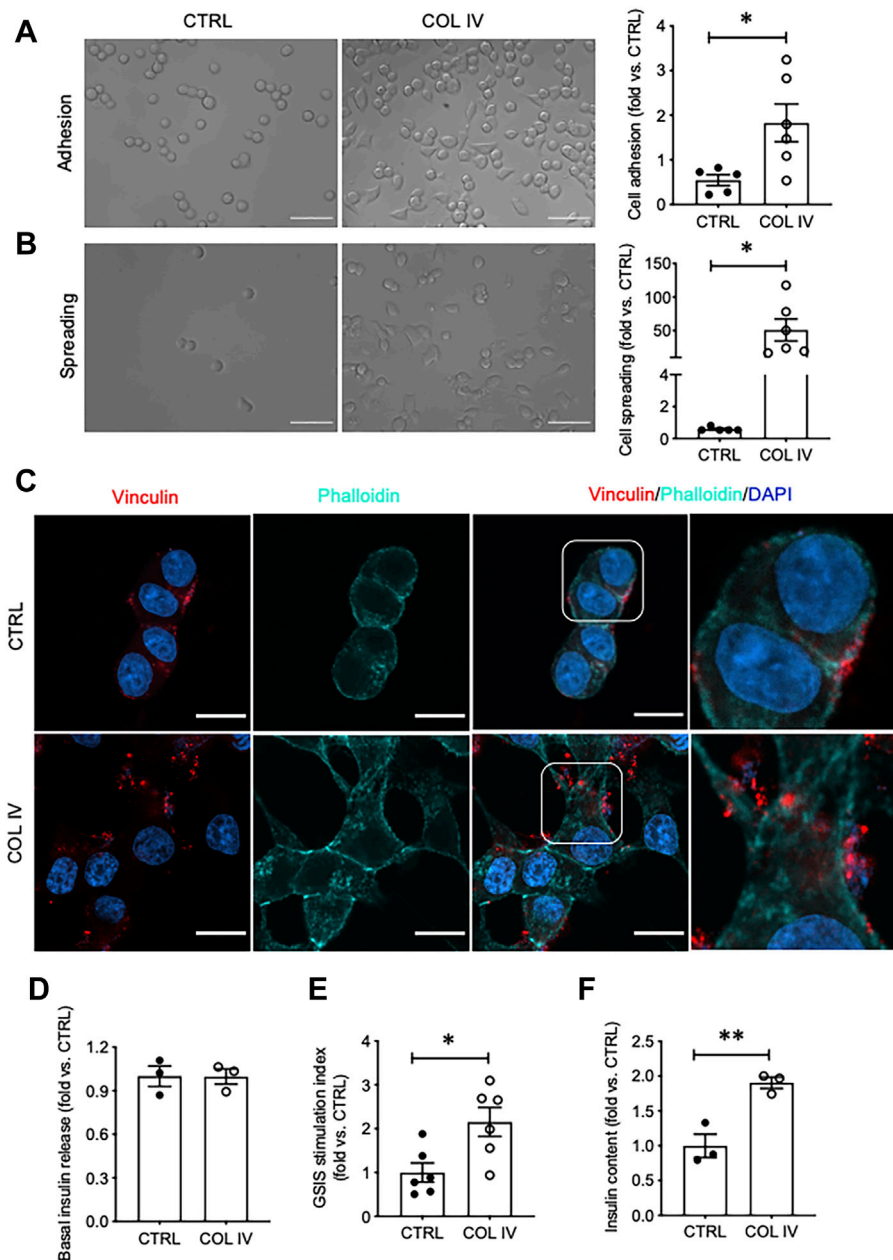 A
CTRL
COL IV
Adhesion
Cell adhesion (fold vs. CTRL)
4
3
2
1
0
*
CTRL
COL IV
B
Spreading
Cell spreading (fold vs. CTRL)
150
100
50
4
2
0
*
CTRL
COL IV
C
Vinculin
Phalloidin
Vinculin/Phalloidin/DAPI
CTRL
COL IV
D
Basal insulin release (fold vs. CTRL)
1.2
0.9
0.6
0.3
0.0
CTRL
COL IV
E
GSIS stimulation index
(fold vs. CTRL)
4
3
2
1
0
*
CTRL
COL IV
F
Insulin content (fold vs. CTRL)
2.5
2.0
1.5
1.0
0.5
0.0
**
CTRL
COL IV